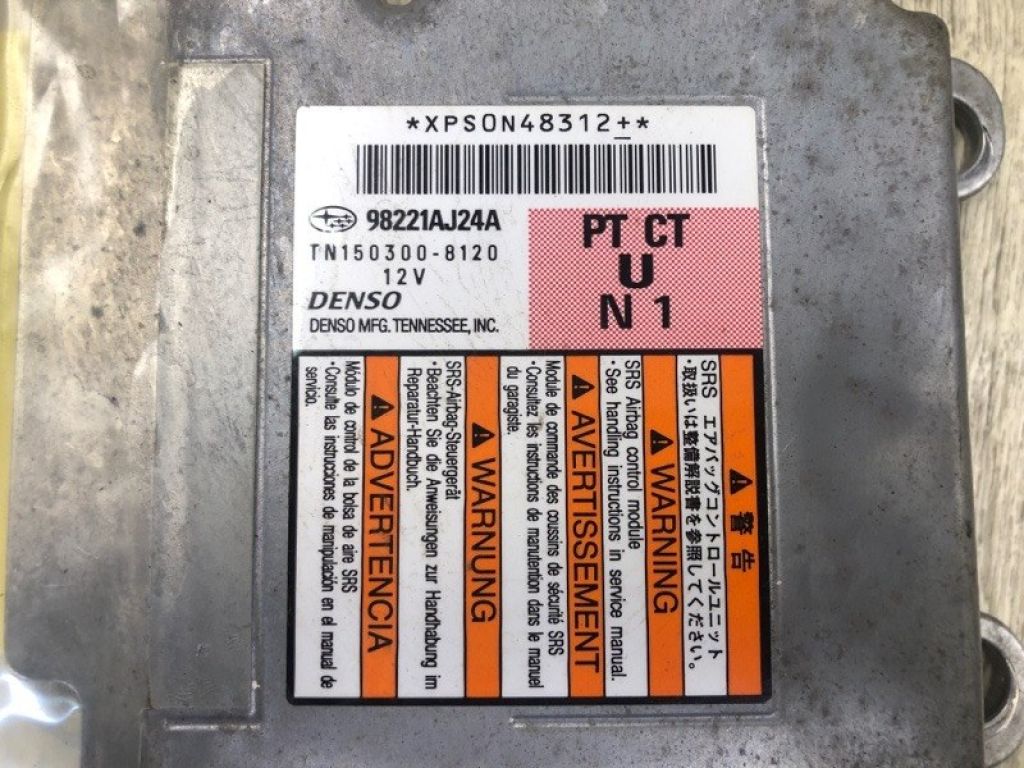 *XPSON48312+*
98221AJ24A
TN150300-8120
12V
DENSO
DENSO MFG. TENNESSEE, INC.
PT CT
U
N 1
警告
SRS エアバッグコントロールユニット
・取扱いは整備解説書を参照してください。
WARNING
SRS Airbag control module
・See handling instructions in service manual.
AVERTISSEMENT
Module de commande des coussins de sécurité SRS
・Consultez les instructions de manutention dans le manuel
du garagiste.
WARNUNG
SRS-Airbag-Steuergerät
・Beachten Sie die Anweisungen zur Handhabung im
Reparatur-Handbuch.
ADVERTENCIA
Módulo de control de la bolsa de aire SRS
・Consulte las instrucciones de manipulación en el manual de
servicio.